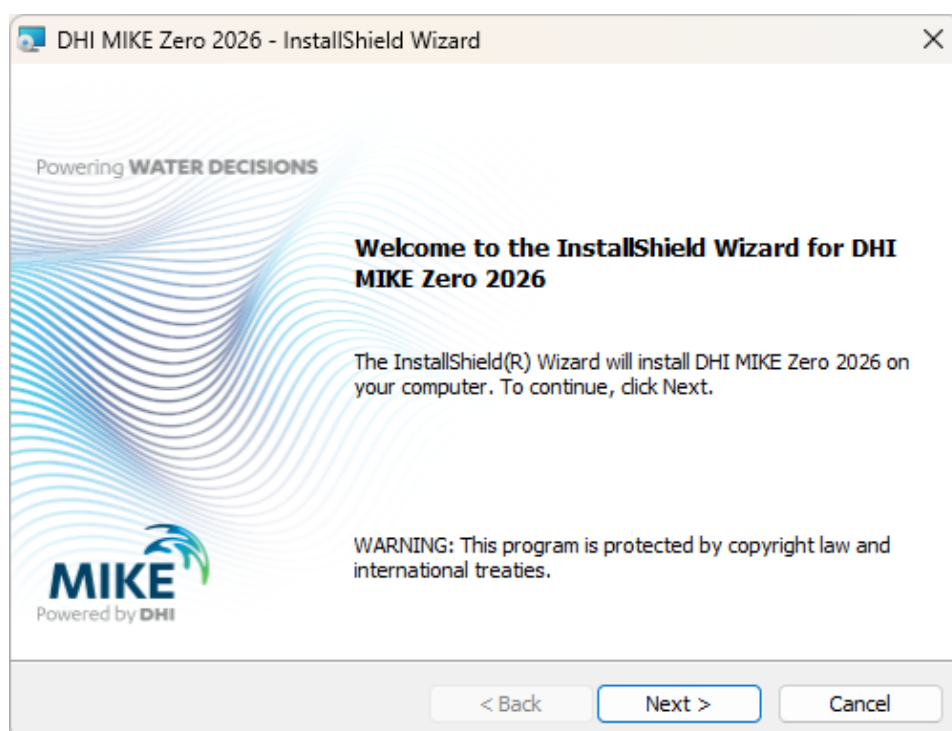 DHI MIKE Zero 2026 - InstallShield Wizard
Powering WATER DECISIONS
Welcome to the InstallShield Wizard for DHI
MIKE Zero 2026
The InstallShield(R) Wizard will install DHI MIKE Zero 2026 on
your computer. To continue, click Next.
WARNING: This program is protected by copyright law and
international treaties.
MIKE
Powered by DHI
< Back
Next >
Cancel